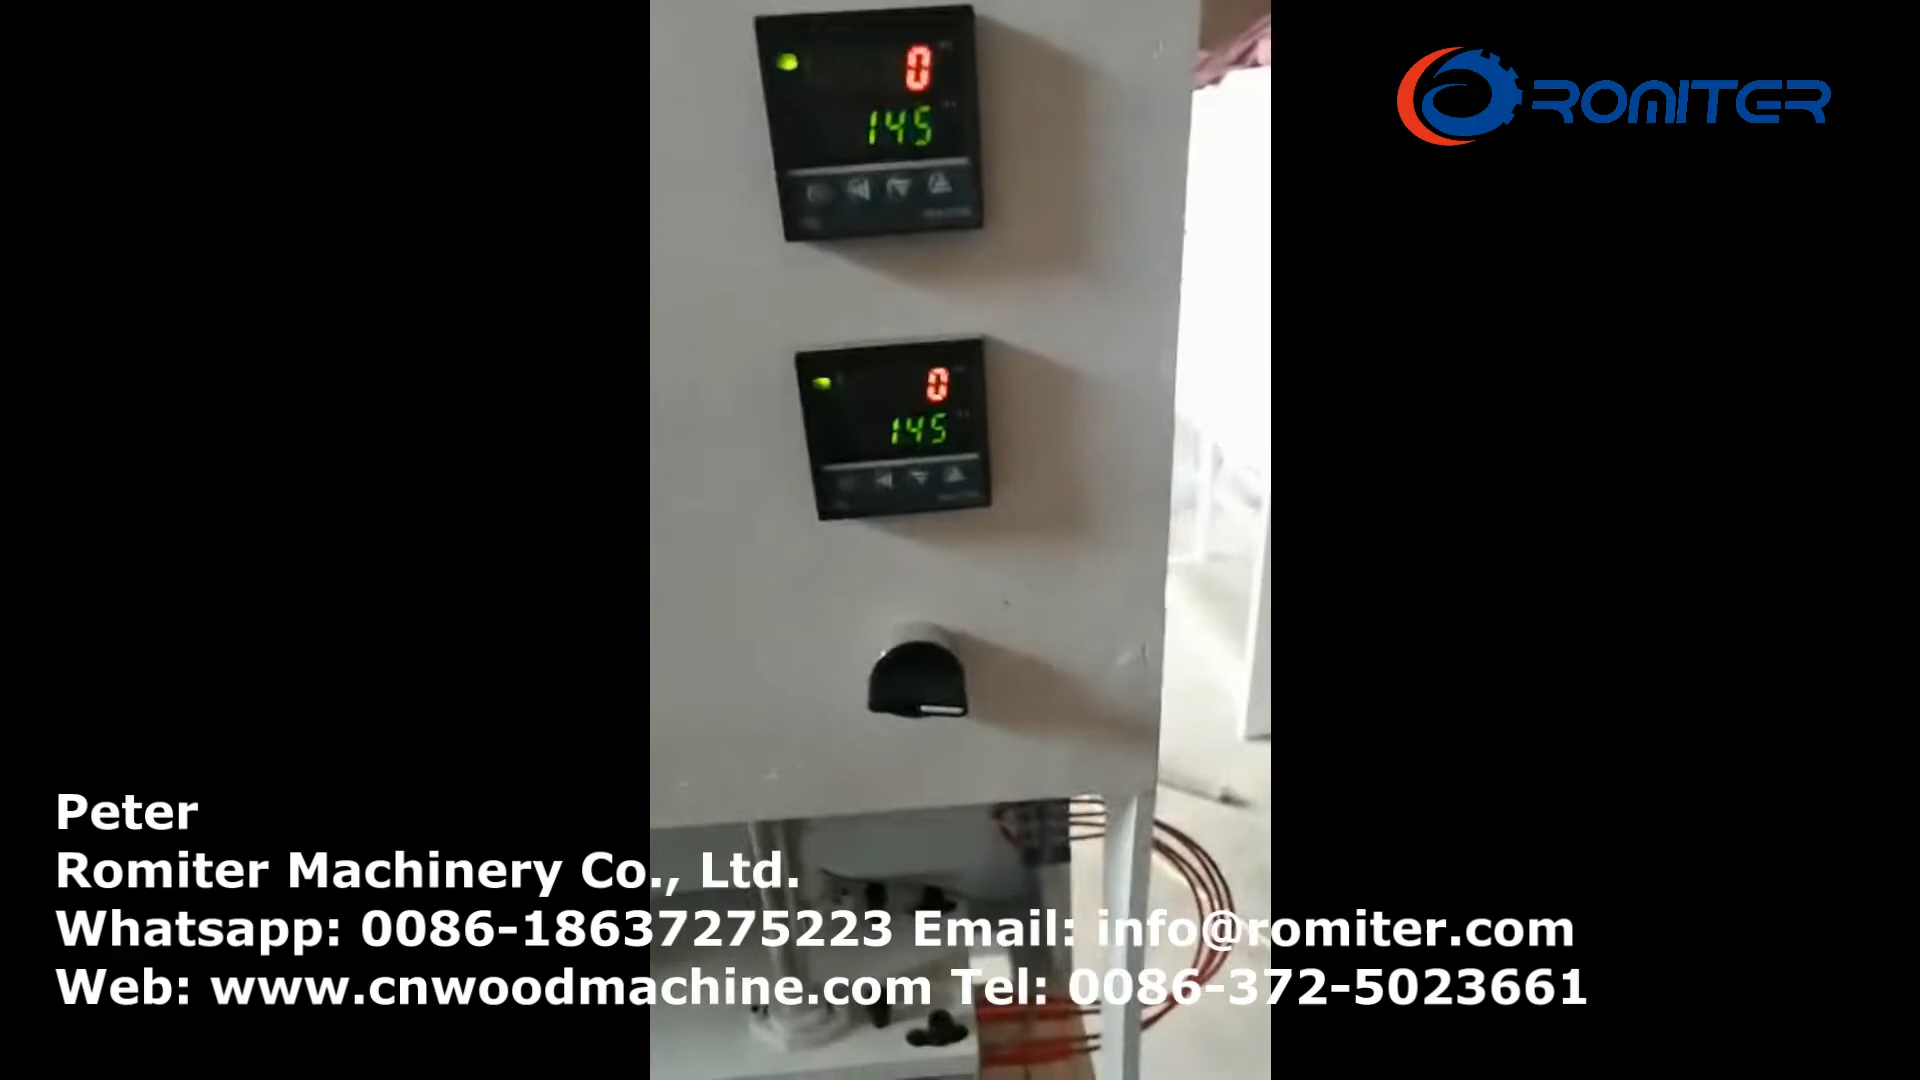 0
145
ROMITER
0
145
Peter
Romiter Machinery Co., Ltd.
Whatsapp: 0086-18637275223 Email: info@romiter.com
Web: www.cnwoodmachine.com Tel: 0086-372-5023661